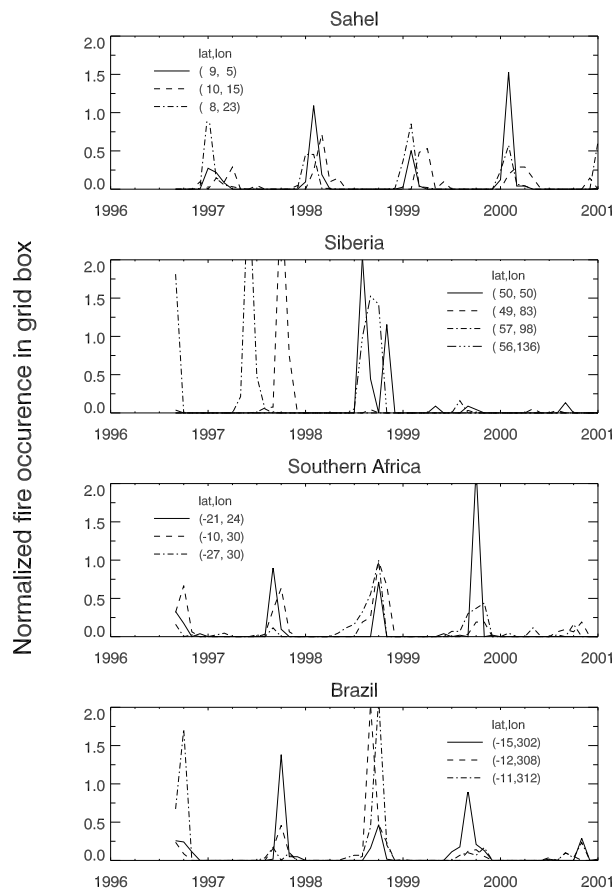 Normalized fire occurence in grid box
Sahel
2.0
1.5
1.0
0.5
0.0
lat,lon
( 9, 5)
( 10, 15)
( 8, 23)
1996 1997 1998 1999 2000 2001
Siberia
2.0
1.5
1.0
0.5
0.0
lat,lon
( 50, 50)
( 49, 83)
( 57, 98)
( 56,136)
1996 1997 1998 1999 2000 2001
Southern Africa
2.0
1.5
1.0
0.5
0.0
lat,lon
(-21, 24)
(-10, 30)
(-27, 30)
1996 1997 1998 1999 2000 2001
Brazil
2.0
1.5
1.0
0.5
0.0
lat,lon
(-15,302)
(-12,308)
(-11,312)
1996 1997 1998 1999 2000 2001